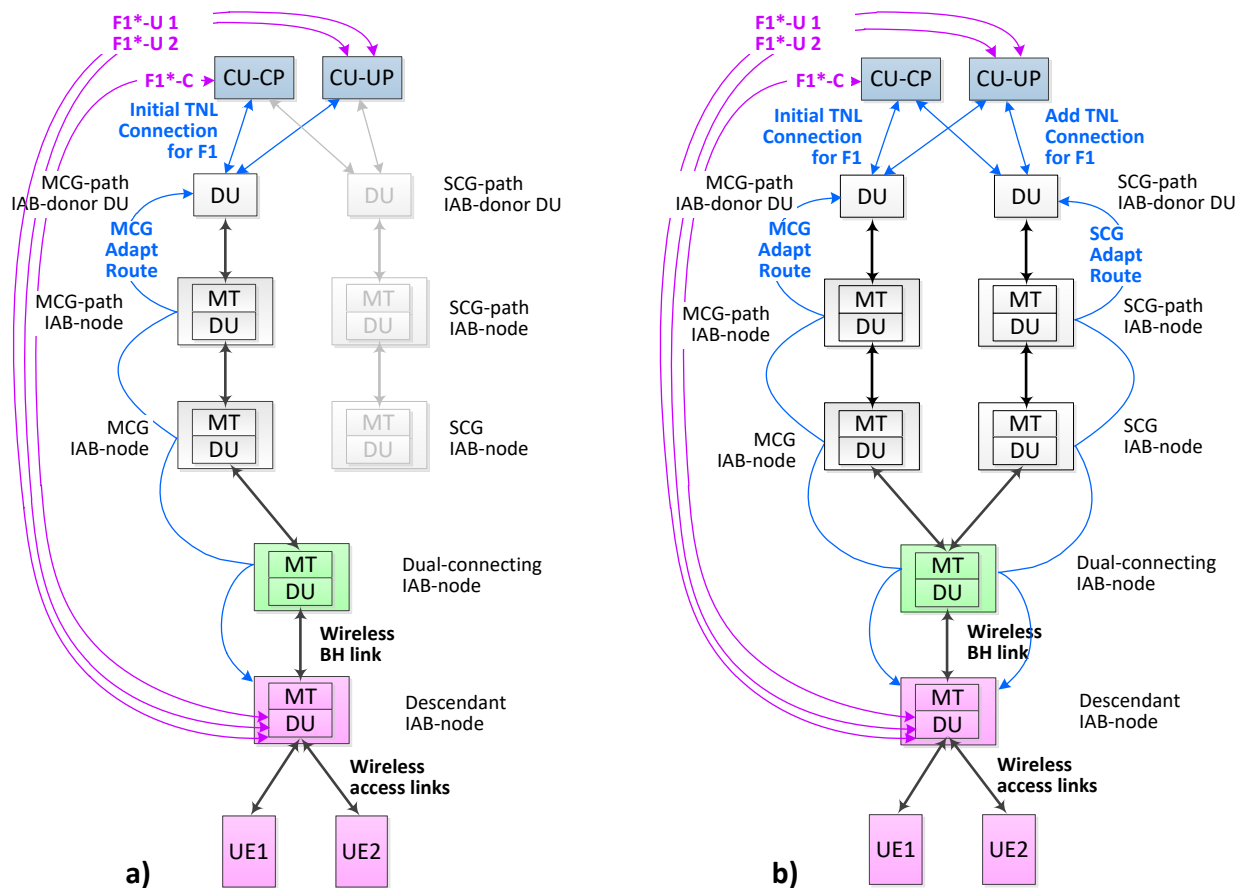 F1*-U 1
F1*-U 2
F1*-C
CU-CP
CU-UP
Initial TNL
Connection
for F1
MCG-path
IAB-donor DU
DU
DU
SCG-path
IAB-donor DU
MCG
Adapt
Route
MCG-path
IAB-node
MT
DU
MT
DU
SCG-path
IAB-node
MCG
IAB-node
MT
DU
MT
DU
SCG
IAB-node
MT
DU
Dual-connecting
IAB-node
Wireless
BH link
MT
DU
Descendant
IAB-node
Wireless
access links
UE1
UE2
a)
F1*-U 1
F1*-U 2
F1*-C
CU-CP
CU-UP
Initial TNL
Connection
for F1
Add TNL
Connection
for F1
MCG-path
IAB-donor DU
DU
DU
SCG-path
IAB-donor DU
MCG
Adapt
Route
SCG
Adapt
Route
MCG-path
IAB-node
MT
DU
MT
DU
SCG-path
IAB-node
MCG
IAB-node
MT
DU
MT
DU
SCG
IAB-node
MT
DU
Dual-connecting
IAB-node
Wireless
BH link
MT
DU
Descendant
IAB-node
Wireless
access links
UE1
UE2
b)